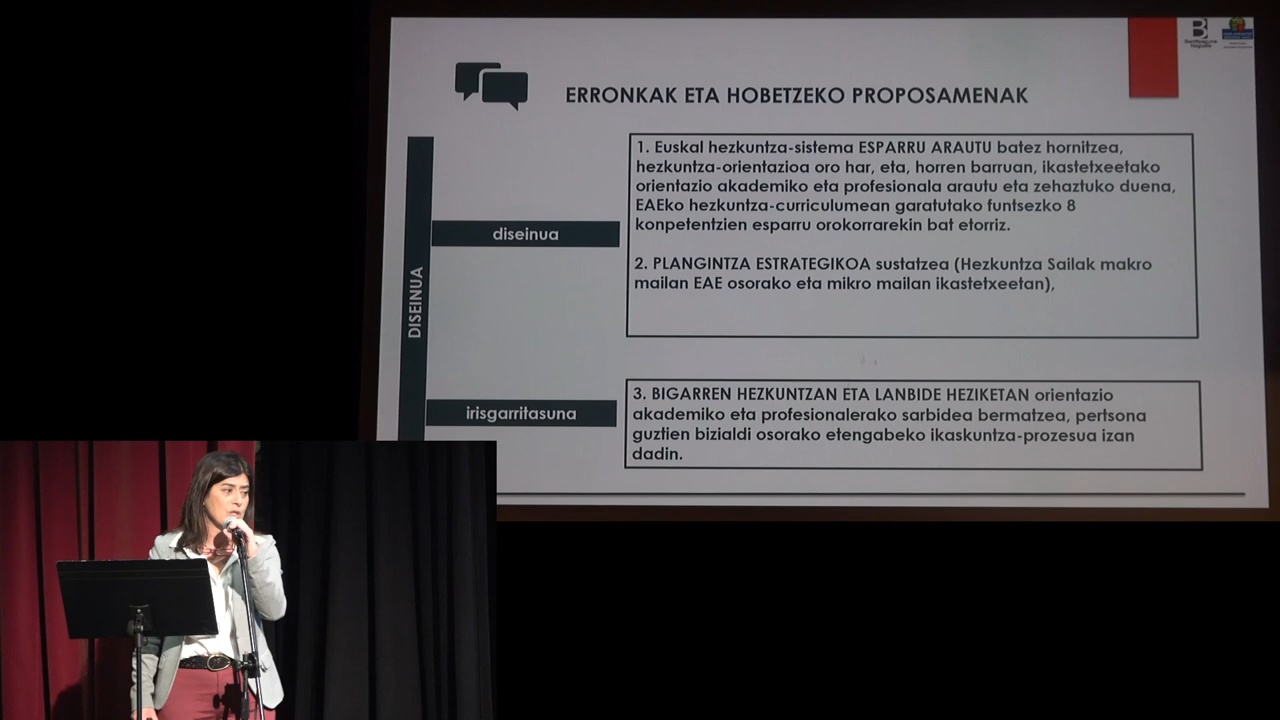 ERRONKAK ETA HOBETZEKO PROPOSAMENAK
DISEINUA
diseinua
1. Euskal hezkuntza-sistema ESPARRU ARAUTU batez hornitzea,
hezkuntza-orientazioa oro har, eta, horren barruan, ikastetxeetako
orientazio akademiko eta profesionala arautu eta zehaztuko duena,
EAEko hezkuntza-curriculumean garatutako funtsezko 8
konpetentzien esparru orokorrarekin bat etorriz.
2. PLANGINTZA ESTRATEGIKOA sustatzea (Hezkuntza Sailak makro
mailan EAE osorako eta mikro mailan ikastetxeetan),
irisgarritasuna
3. BIGARREN HEZKUNTZAN ETA LANBIDE HEZIKETAN orientazio
akademiko eta profesionalerako sarbidea bermatzea, pertsona
guztien bizialdi osorako etengabeko ikaskuntza-prozesua izan
dadin.